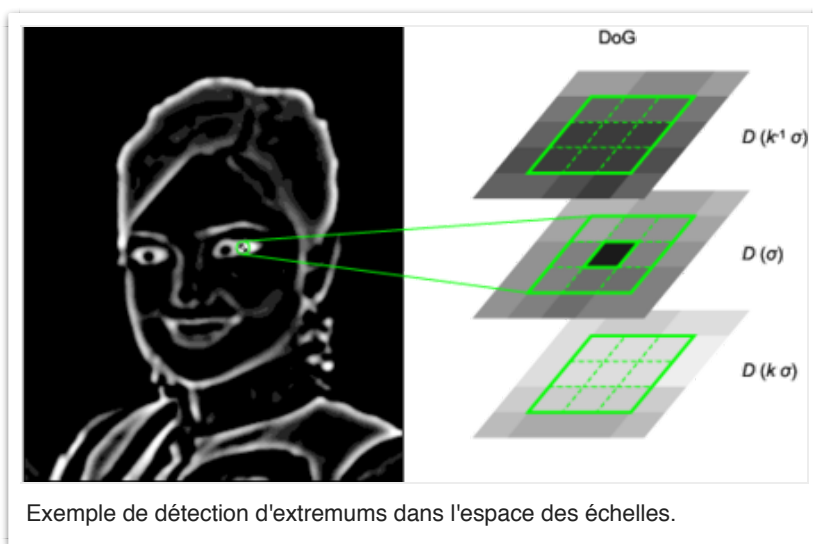 DoG
D (k⁻¹ σ)
D (σ)
D (k σ)
Exemple de détection d'extremums dans l'espace des échelles.